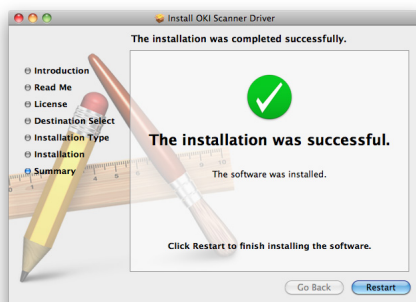 Install OKI Scanner Driver
The installation was completed successfully.
Introduction
Read Me
License
Destination Select
Installation Type
Installation
Summary
The installation was successful.
The software was installed.
Click Restart to finish installing the software.
Go Back
Restart